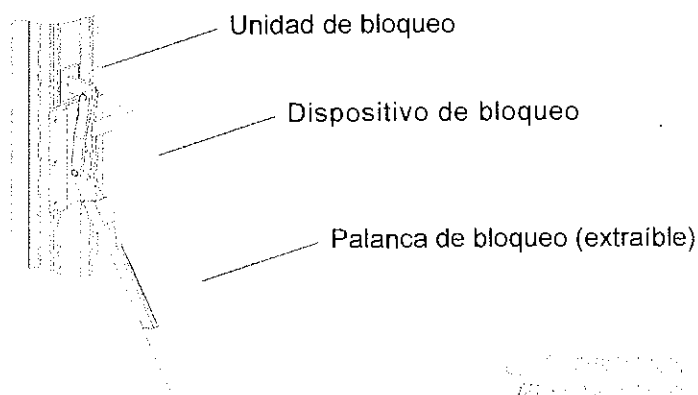 Unidad de bloqueo
Dispositivo de bloqueo
Palanca de bloqueo (extraíble)